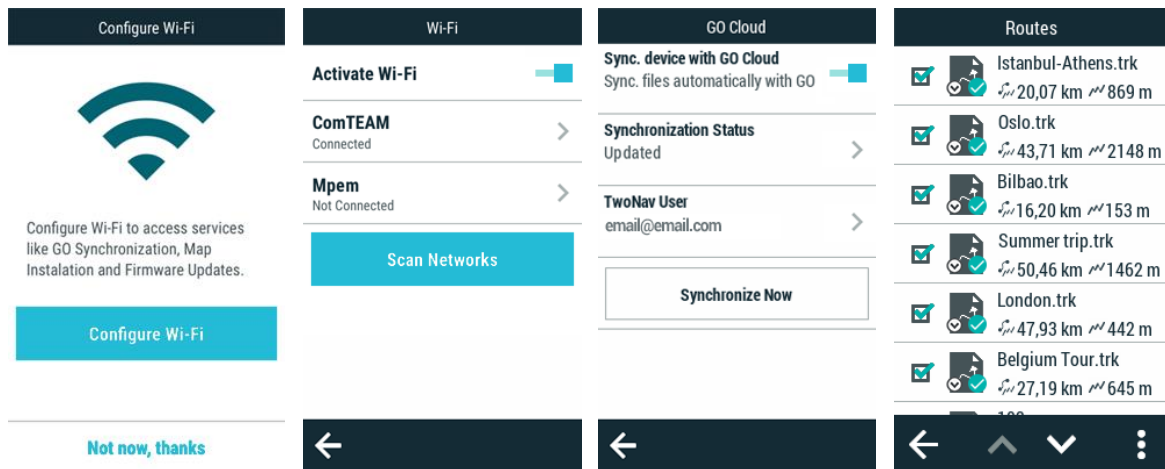 Configure Wi-Fi
Configure Wi-Fi to access services
like GO Synchronization, Map
Instalation and Firmware Updates.
Configure Wi-Fi
Not now, thanks
Wi-Fi
Activate Wi-Fi
ComTEAM
Connected
Mpem
Not Connected
Scan Networks
GO Cloud
Sync. device with GO Cloud
Sync. files automatically with GO
Synchronization Status
Updated
TwoNav User
email@email.com
Synchronize Now
Routes
Istanbul-Athens.trk
20,07 km 869 m
Oslo.trk
43,71 km 2148 m
Bilbao.trk
16,20 km 153 m
Summer trip.trk
50,46 km 1462 m
London.trk
47,93 km 442 m
Belgium Tour.trk
27,19 km 645 m